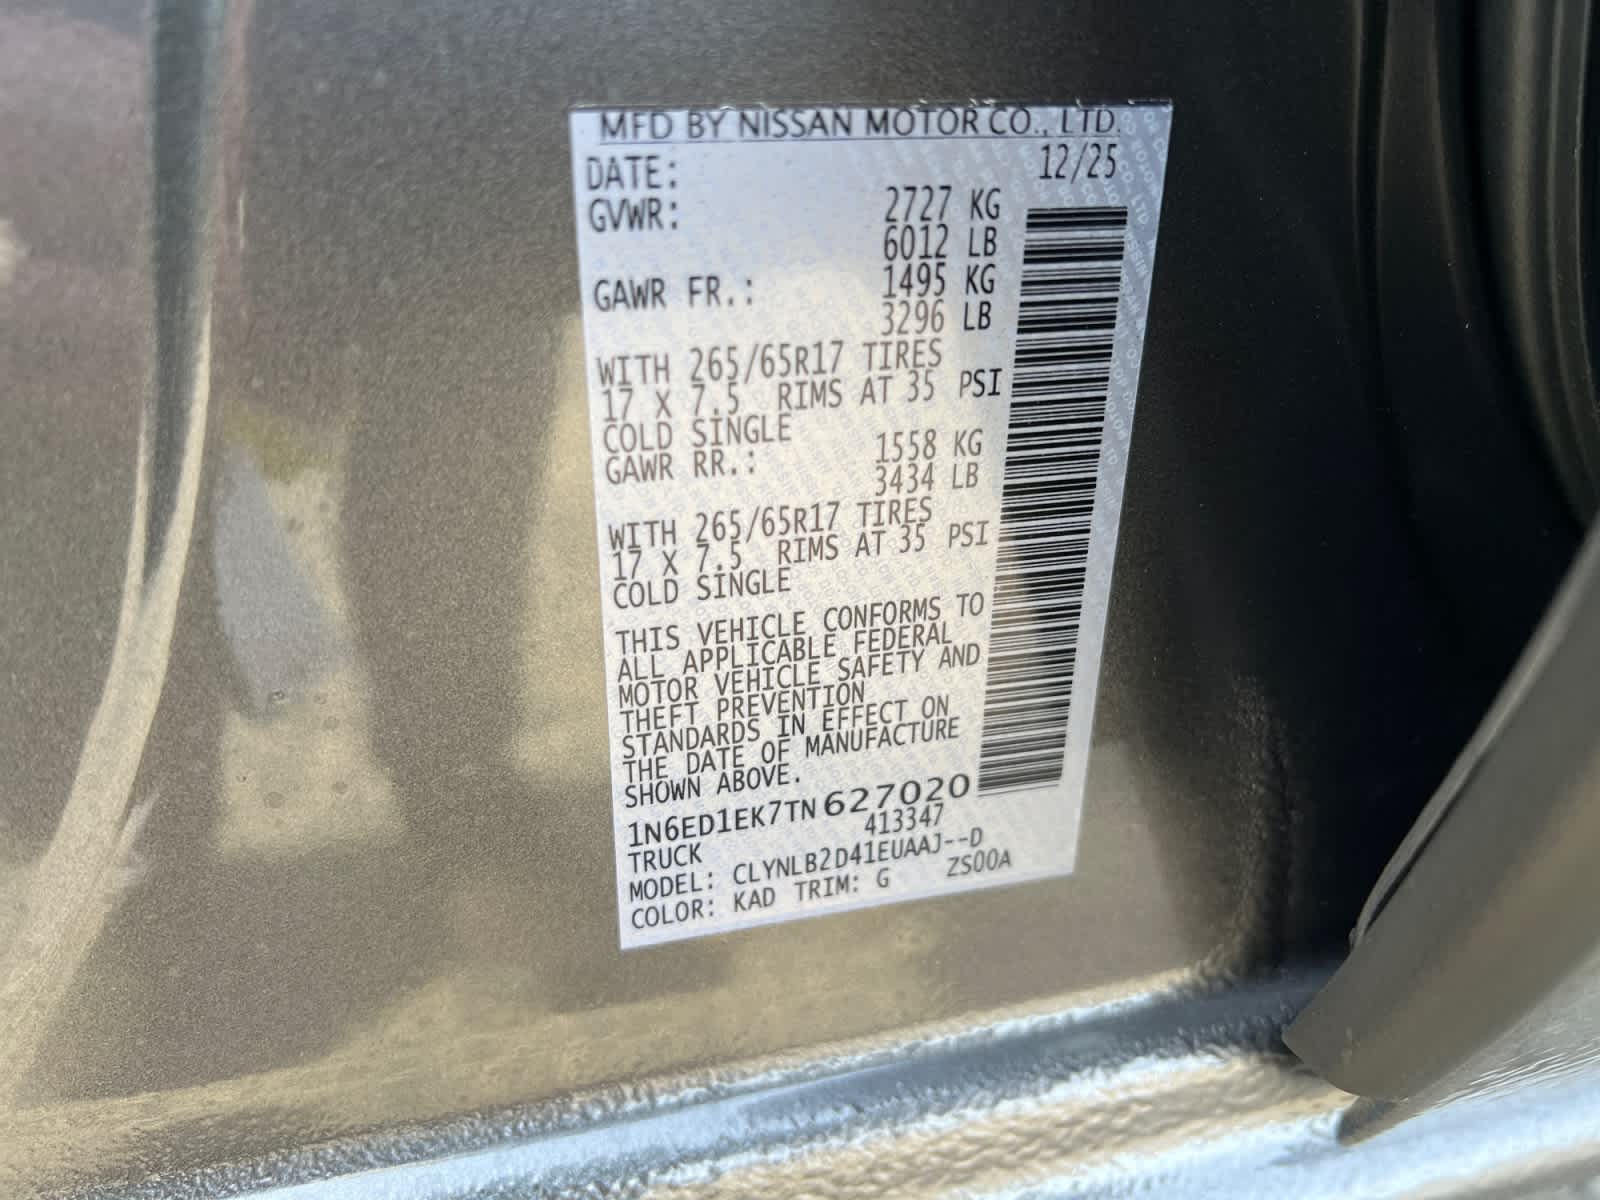 MFD BY NISSAN MOTOR CO., LTD.
DATE: 12/25
GVWR: 2727 KG
6012 LB
GAWR FR.: 1495 KG
3296 LB
WITH 265/65R17 TIRES
17 X 7.5 RIMS AT 35 PSI
COLD SINGLE
GAWR RR.: 1558 KG
3434 LB
WITH 265/65R17 TIRES
17 X 7.5 RIMS AT 35 PSI
COLD SINGLE
THIS VEHICLE CONFORMS TO
ALL APPLICABLE FEDERAL
MOTOR VEHICLE SAFETY AND
THEFT PREVENTION
STANDARDS IN EFFECT ON
THE DATE OF MANUFACTURE
SHOWN ABOVE.
1N6ED1EK7TN627020
TRUCK 413347
MODEL: CLYNLB2D41EUAAJ--D
COLOR: KAD TRIM: G ZS00A